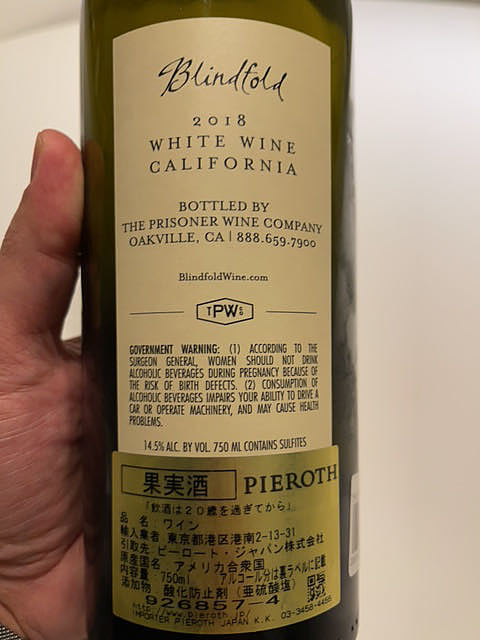 Blindfold
2018
WHITE WINE
CALIFORNIA
BOTTLED BY
THE PRISONER WINE COMPANY
OAKVILLE, CA | 888.659.7900
BlindfoldWine.com
TPWCo
GOVERNMENT WARNING: (1) ACCORDING TO THE
SURGEON GENERAL, WOMEN SHOULD NOT DRINK
ALCOHOLIC BEVERAGES DURING PREGNANCY BECAUSE OF
THE RISK OF BIRTH DEFECTS. (2) CONSUMPTION OF
ALCOHOLIC BEVERAGES IMPAIRS YOUR ABILITY TO DRIVE A
CAR OR OPERATE MACHINERY, AND MAY CAUSE HEALTH
PROBLEMS.
14.5% ALC. BY VOL. 750 ML CONTAINS SULFITES
果実酒 PIEROTH
「飲酒は20歳を過ぎてから」
品名:ワイン
輸入業者:東京都港区港南2-13-31
引取先:ピーロート・ジャパン株式会社
原産国名:アメリカ合衆国
内容量:750ml アルコール分は裏ラベルに記載
添加物:酸化防止剤(亜硫酸塩)
926857-4
http://www.pieroth.jp/ 03-3458-4455
IMPORTER PIEROTH JAPAN K.K.